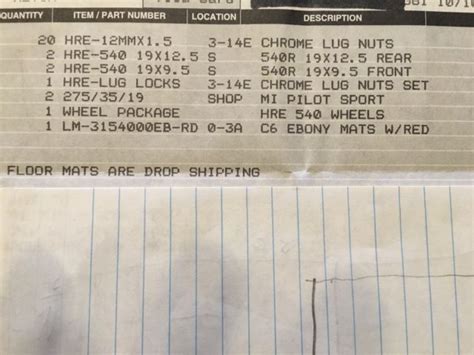 QUANTITY ITEM / PART NUMBER LOCATION DESCRIPTION
20 HRE-12MMX1.5 3-14E CHROME LUG NUTS
2 HRE-540 19X12.5 S 540R 19X12.5 REAR
2 HRE-540 19X9.5 S 540R 19X9.5 FRONT
1 HRE-LUG LOCKS 3-14E CHROME LUG NUTS SET
2 275/35/19 SHOP MI PILOT SPORT
1 WHEEL PACKAGE HRE 540 WHEELS
1 LM-3154000EB-RD 0-3A C6 EBONY MATS W/RED
FLOOR MATS ARE DROP SHIPPING